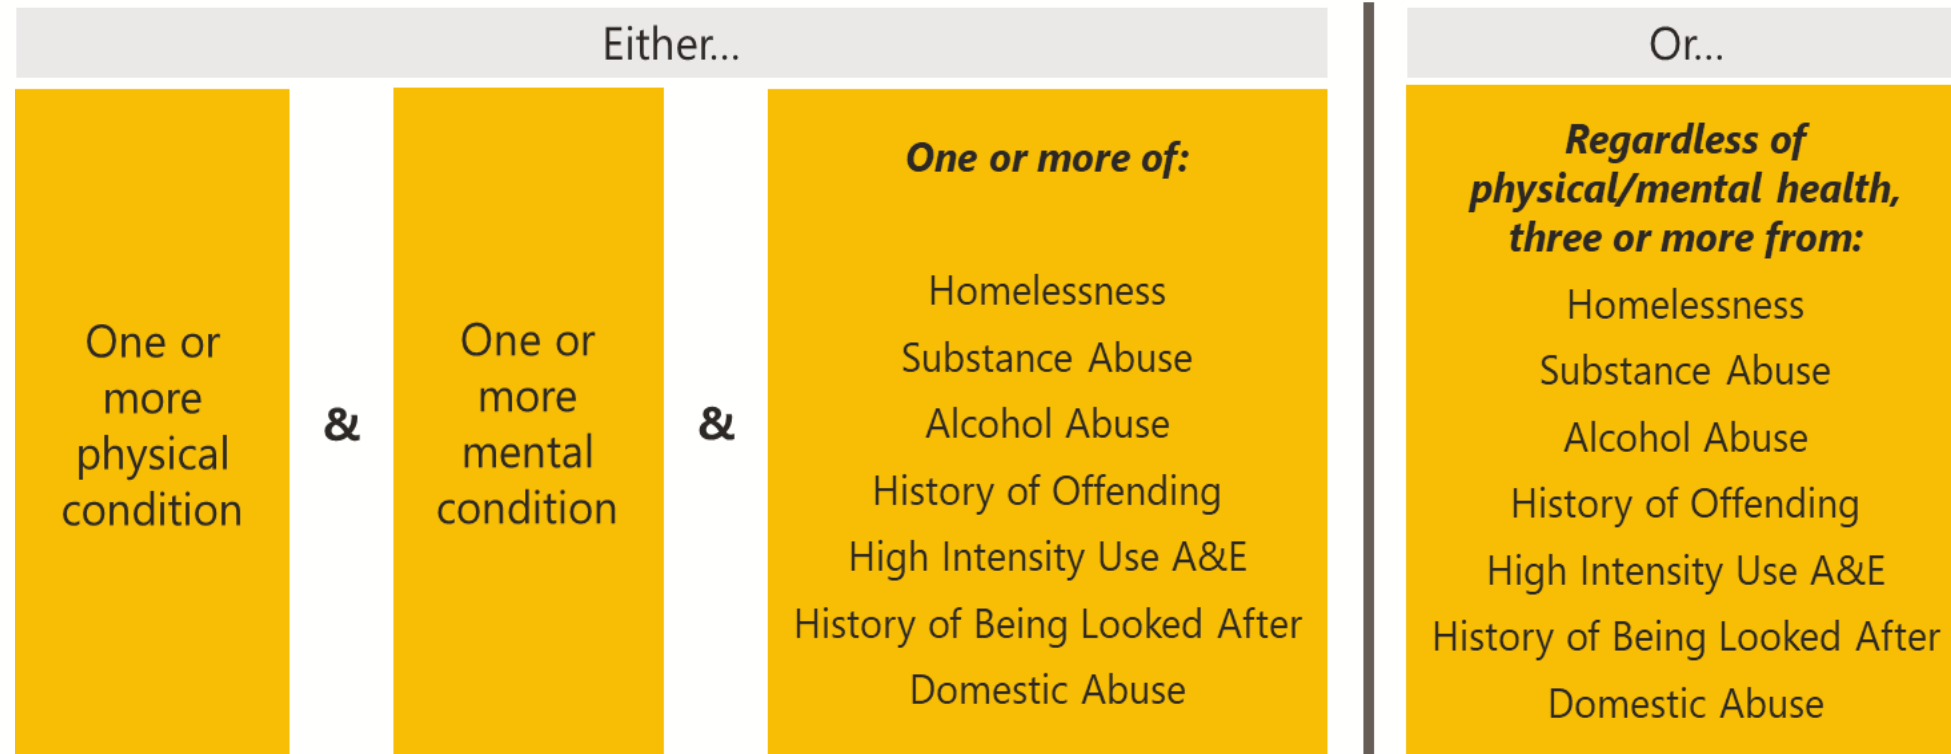 Either...
One or
more
physical
condition
&
One or
more
mental
condition
&
One or more of:
Homelessness
Substance Abuse
Alcohol Abuse
History of Offending
High Intensity Use A&E
History of Being Looked After
Domestic Abuse
Or...
Regardless of
physical/mental health,
three or more from:
Homelessness
Substance Abuse
Alcohol Abuse
History of Offending
High Intensity Use A&E
History of Being Looked After
Domestic Abuse